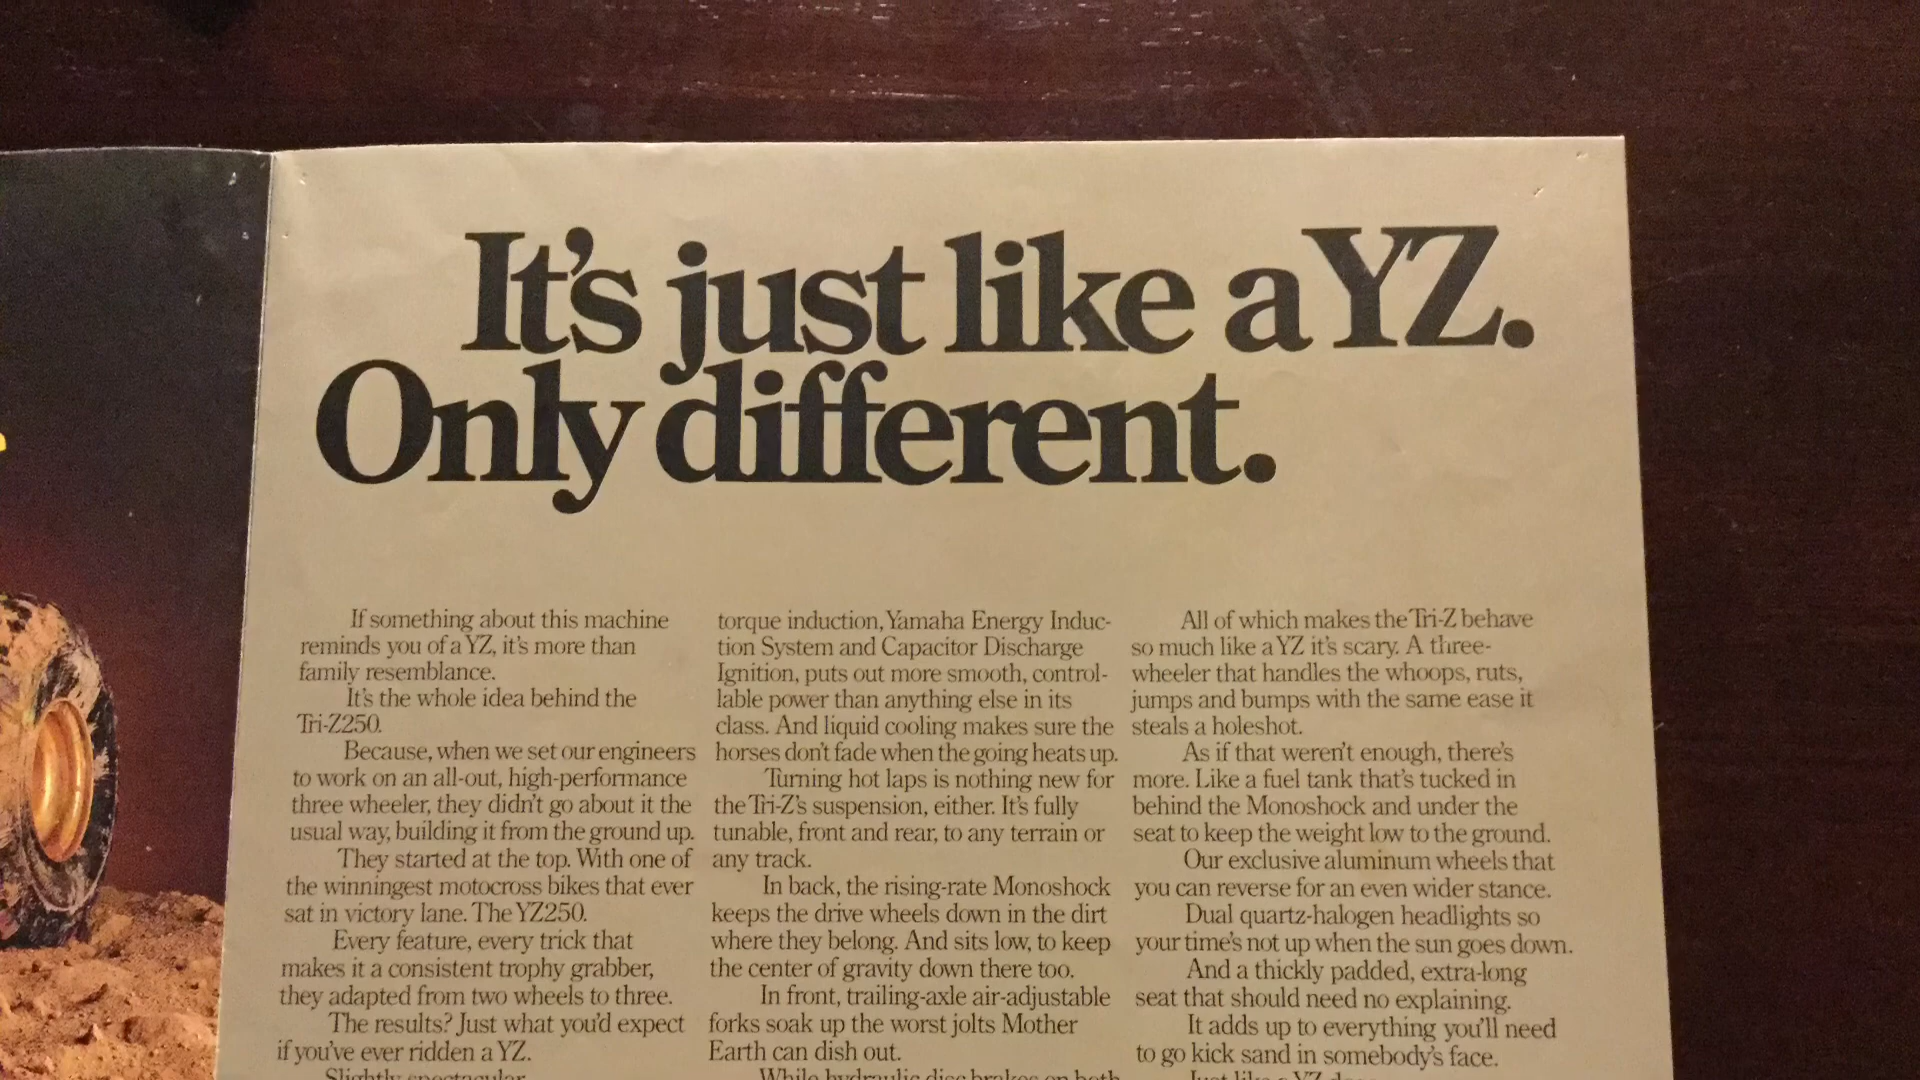 It's just like a YZ.
Only different.
If something about this machine
reminds you of a YZ, it's more than
family resemblance.
It's the whole idea behind the
Tri-Z250.
Because, when we set our engineers
to work on an all-out, high-performance
three wheeler, they didn't go about it the
usual way, building it from the ground up.
They started at the top. With one of
the winningest motocross bikes that ever
sat in victory lane. The YZ250.
Every feature, every trick that
makes it a consistent trophy grabber,
they adapted from two wheels to three.
The results? Just what you'd expect
if you've ever ridden a YZ.
Slightly spectacular.
torque induction, Yamaha Energy Induc-
tion System and Capacitor Discharge
Ignition, puts out more smooth, control-
lable power than anything else in its
class. And liquid cooling makes sure the
horses don't fade when the going heats up.
Turning hot laps is nothing new for
the Tri-Z's suspension, either. It's fully
tunable, front and rear, to any terrain or
any track.
In back, the rising-rate Monoshock
keeps the drive wheels down in the dirt
where they belong. And sits low, to keep
the center of gravity down there too.
In front, trailing-axle air-adjustable
forks soak up the worst jolts Mother
Earth can dish out.
While hydraulic disc brakes on both
All of which makes the Tri-Z behave
so much like a YZ it's scary. A three-
wheeler that handles the whoops, ruts,
jumps and bumps with the same ease it
steals a holeshot.
As if that weren't enough, there's
more. Like a fuel tank that's tucked in
behind the Monoshock and under the
seat to keep the weight low to the ground.
Our exclusive aluminum wheels that
you can reverse for an even wider stance.
Dual quartz-halogen headlights so
your time's not up when the sun goes down.
And a thickly padded, extra-long
seat that should need no explaining.
It adds up to everything you'll need
to go kick sand in somebody's face.
Just like a YZ does.